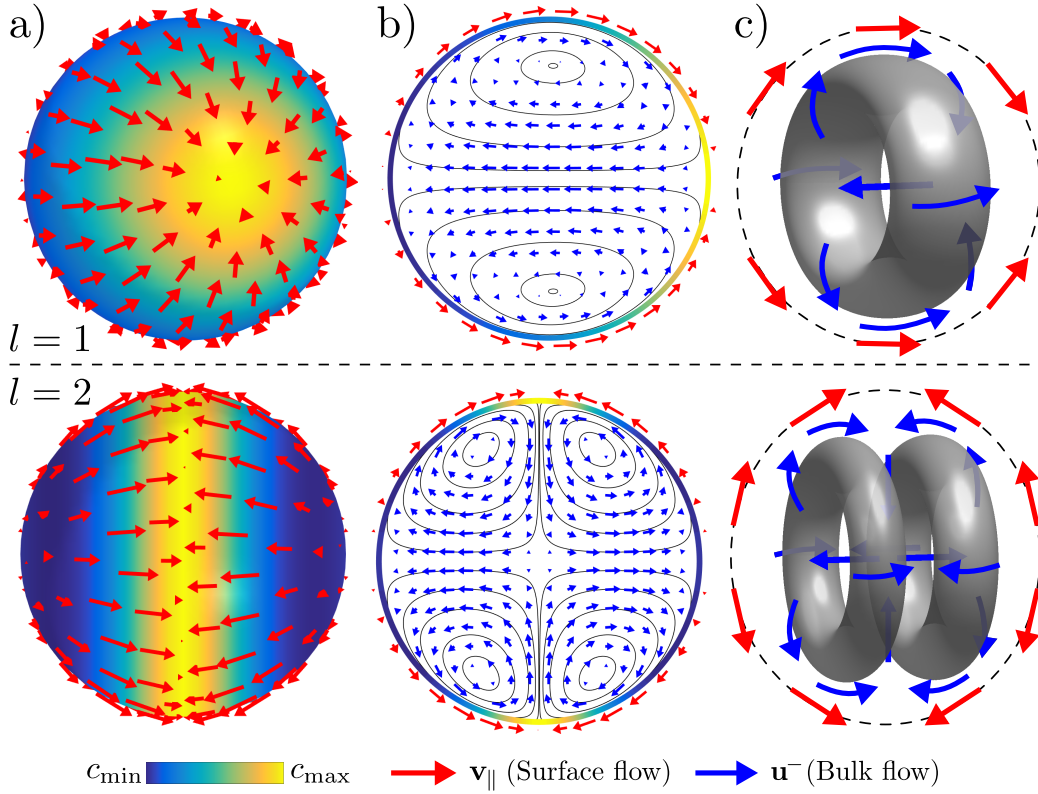 a) b) c)
l = 1
l = 2
c_min c_max v_∥ (Surface flow) u^- (Bulk flow)